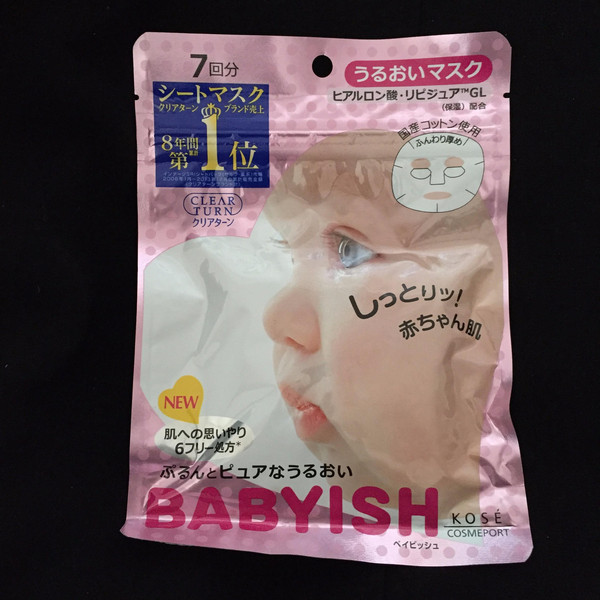 7回分
うるおいマスク
ヒアルロン酸・リピジュア™GL
(保湿)配合
シートマスク
クリアターン ブランド売上
8年間
第1位
国産コットン使用
ふんわり厚め
CLEAR
TURN
クリアターン
しっとりッ!
赤ちゃん肌
NEW
肌への思いやり
6フリー処方*
ぷるんとピュアなうるおい
BABYISH
ベイビッシュ
KOSÉ
COSMEPORT